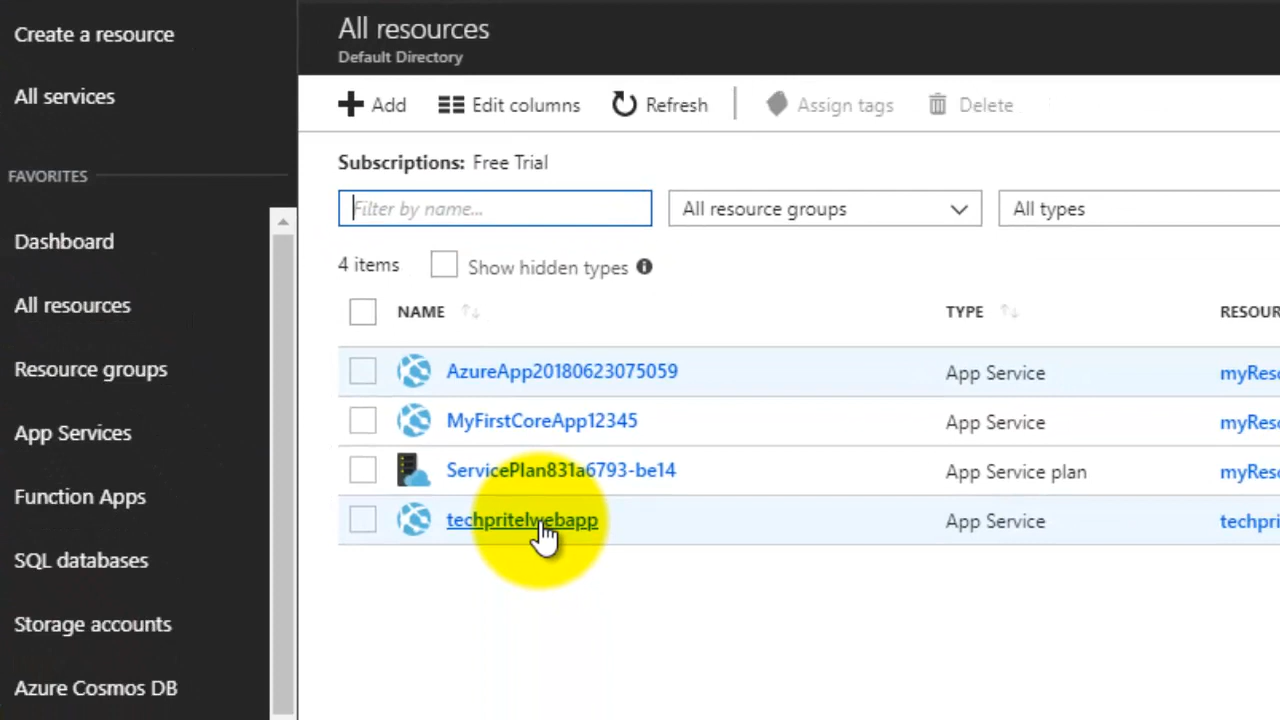 Create a resource
All services
FAVORITES
Dashboard
All resources
Resource groups
App Services
Function Apps
SQL databases
Storage accounts
Azure Cosmos DB
All resources
Default Directory
Add Edit columns Refresh Assign tags Delete
Subscriptions: Free Trial
Filter by name... All resource groups All types
4 items Show hidden types
NAME TYPE RESOUR
AzureApp20180623075059 App Service myReso
MyFirstCoreApp12345 App Service myReso
ServicePlan831a6793-be14 App Service plan myReso
techpritelwebapp App Service techpri